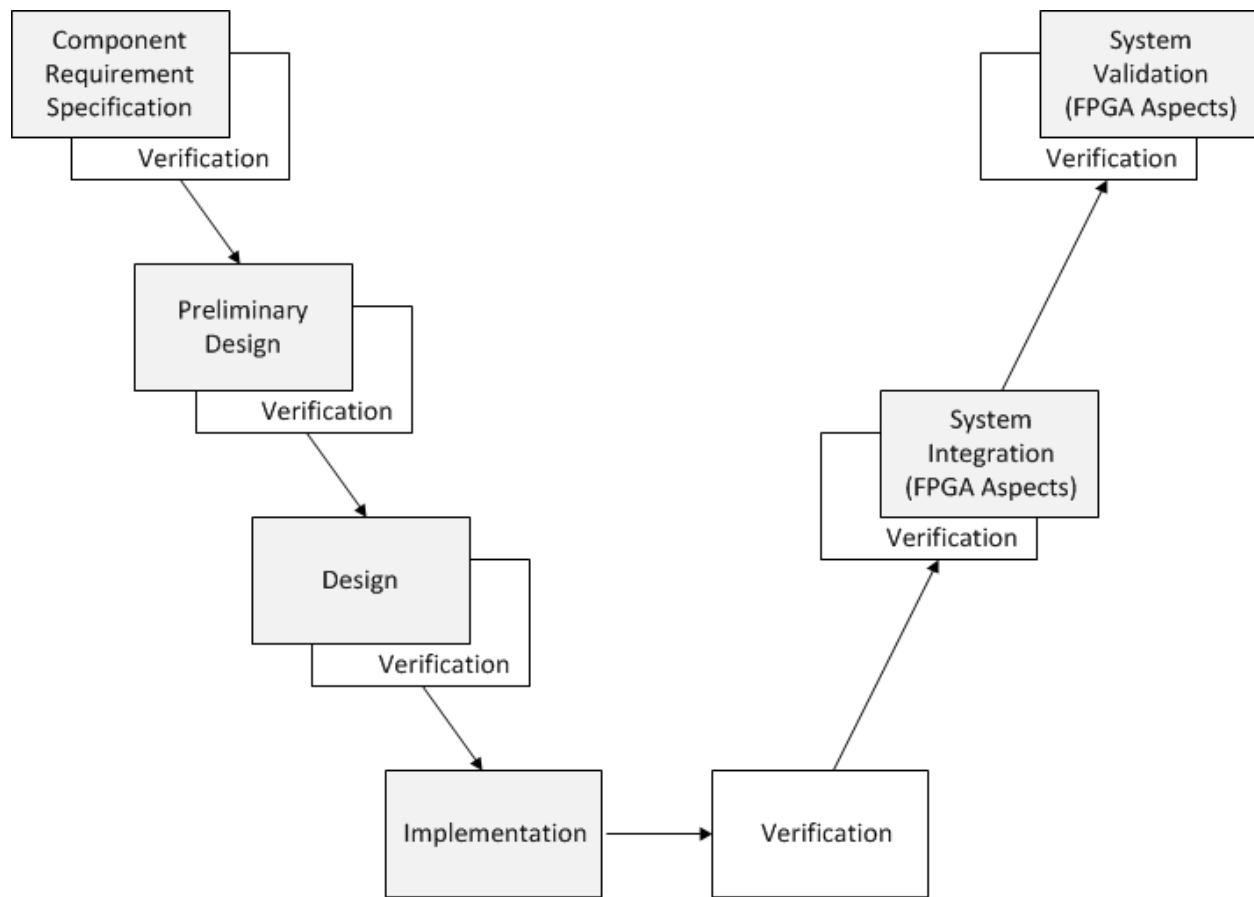 Component
Requirement
Specification
Verification
Preliminary
Design
Verification
Design
Verification
Implementation
Verification
System
Integration
(FPGA Aspects)
Verification
System
Validation
(FPGA Aspects)
Verification